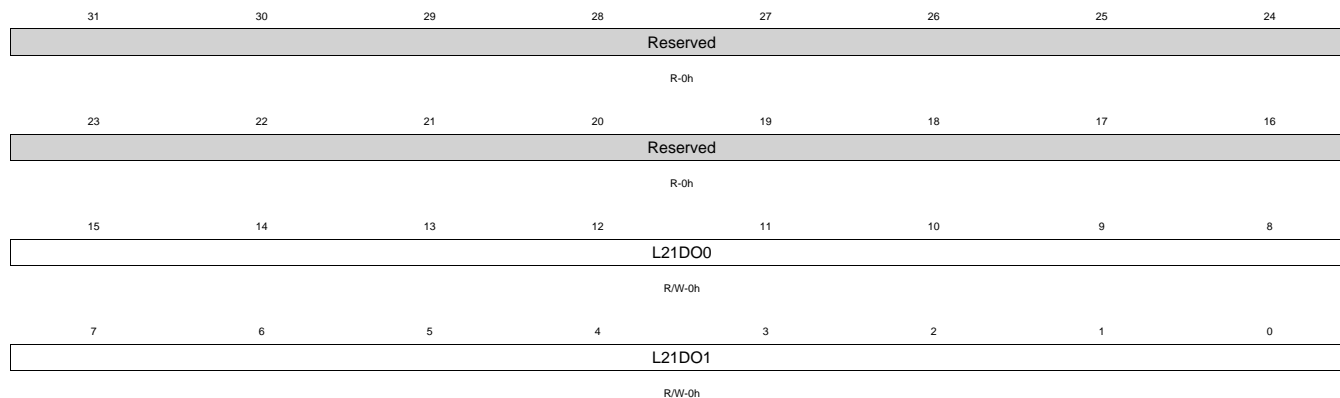 31 30 29 28 27 26 25 24
Reserved
R-0h
23 22 21 20 19 18 17 16
Reserved
R-0h
15 14 13 12 11 10 9 8
L21DO0
R/W-0h
7 6 5 4 3 2 1 0
L21DO1
R/W-0h